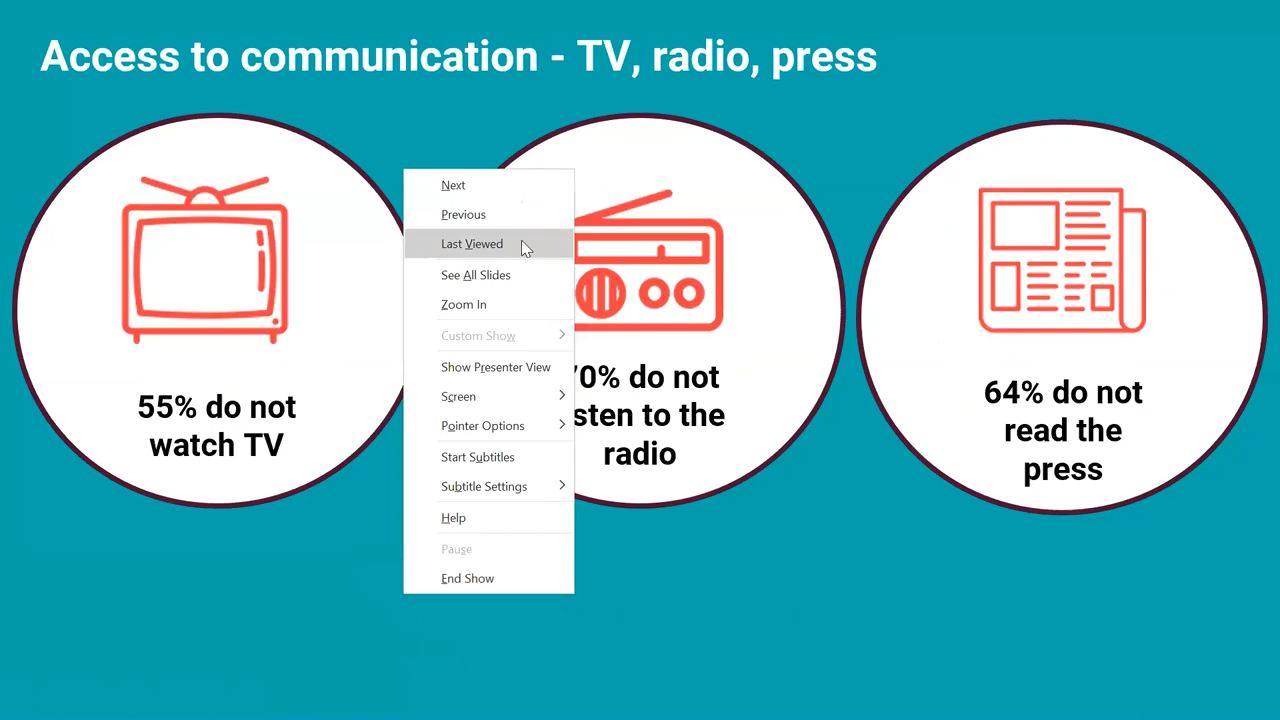 Access to communication - TV, radio, press
55% do not
watch TV
Next
Previous
Last Viewed
See All Slides
Zoom In
Custom Show
Show Presenter View
Screen
Pointer Options
Start Subtitles
Subtitle Settings
Help
Pause
End Show
0% do not
sten to the
radio
64% do not
read the
press